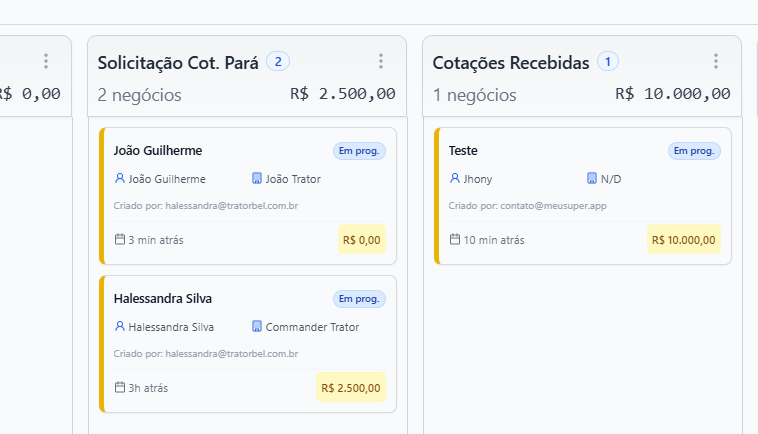 R$ 0,00
Solicitação Cot. Pará 2
2 negócios R$ 2.500,00
João Guilherme Em prog.
João Guilherme João Trator
Criado por: halessandra@tratorbel.com.br
3 min atrás R$ 0,00
Halessandra Silva Em prog.
Halessandra Silva Commander Trator
Criado por: halessandra@tratorbel.com.br
3h atrás R$ 2.500,00
Cotações Recebidas 1
1 negócios R$ 10.000,00
Teste Em prog.
Jhony N/D
Criado por: contato@meusuper.app
10 min atrás R$ 10.000,00